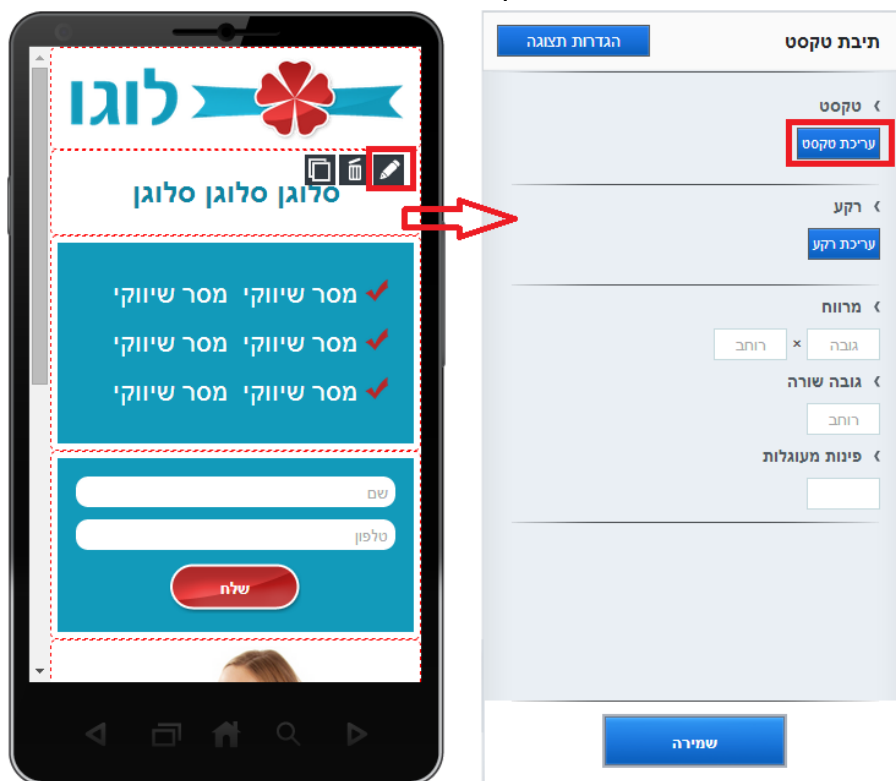 לוגו
סלוגן סלוגן סלוגן
מסר שיווקי מסר שיווקי
מסר שיווקי מסר שיווקי
מסר שיווקי מסר שיווקי
שם
טלפון
שלח
תיבת טקסט
הגדרות תצוגה
טקסט
עריכת טקסט
רקע
עריכת רקע
מרווח
גובה × רוחב
גובה שורה
רוחב
פינות מעוגלות
שמירה